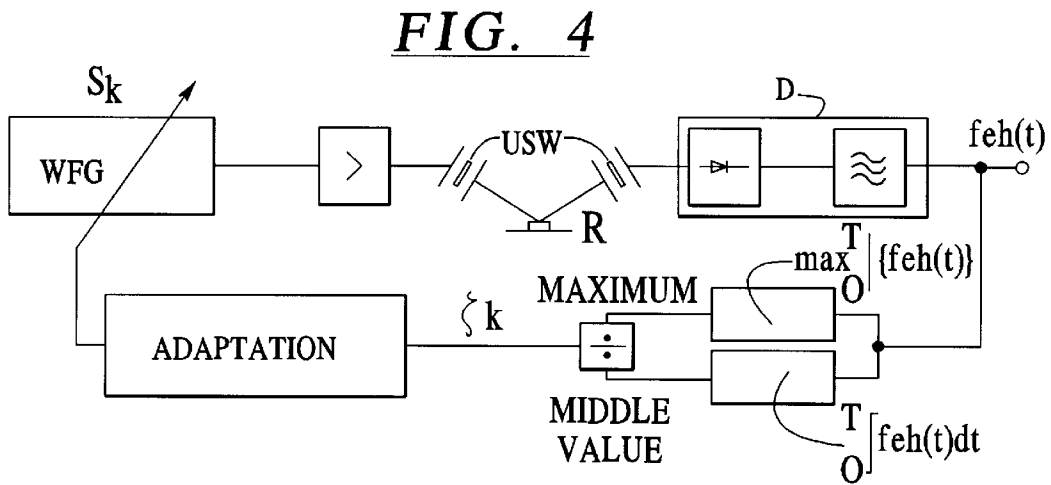 FIG. 4
Sk
WFG
>
USW
R
D
feh(t)
ADAPTATION
ζk
÷
MAXIMUM
MIDDLE
VALUE
max T O {feh(t)}
T O feh(t)dt